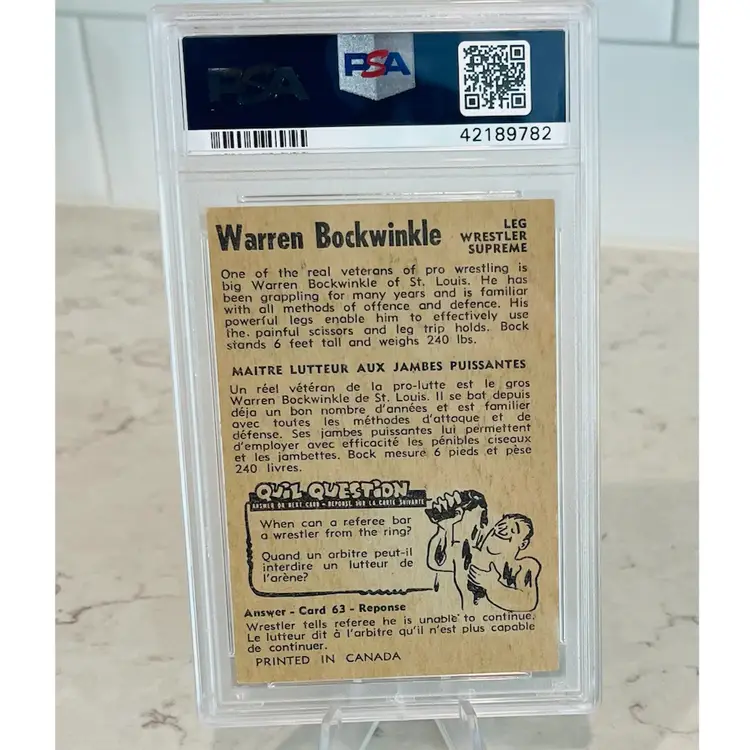 PSA
PSA
42189782
Warren Bockwinkle
LEG
WRESTLER
SUPREME
One of the real veterans of pro wrestling is
big Warren Bockwinkle of St. Louis. He has
been grappling for many years and is familiar
with all methods of offence and defence. His
powerful legs enable him to effectively use
the painful scissors and leg trip holds. Bock
stands 6 feet tall and weighs 240 lbs.
MAITRE LUTTEUR AUX JAMBES PUISSANTES
Un réel vétéran de la pro-lutte est le gros
Warren Bockwinkle de St. Louis. Il se bat depuis
déja un bon nombre d'années et est familier
avec toutes les méthodes d'attaque et de
défense. Ses jambes puissantes lui permettent
d'employer avec efficacité les pénibles ciseaux
et les jambettes. Bock mesure 6 pieds et pèse
240 livres.
QUIZ QUESTION
ANSWER ON NEXT CARD - REPONSE SUR LA CARTE SUIVANTE
When can a referee bar
a wrestler from the ring?
Quand un arbitre peut-il
interdire un lutteur de
l'arène?
Answer - Card 63 - Reponse
Wrestler tells referee he is unable to continue.
Le lutteur dit à l'arbitre qu'il n'est plus capable
de continuer.
PRINTED IN CANADA